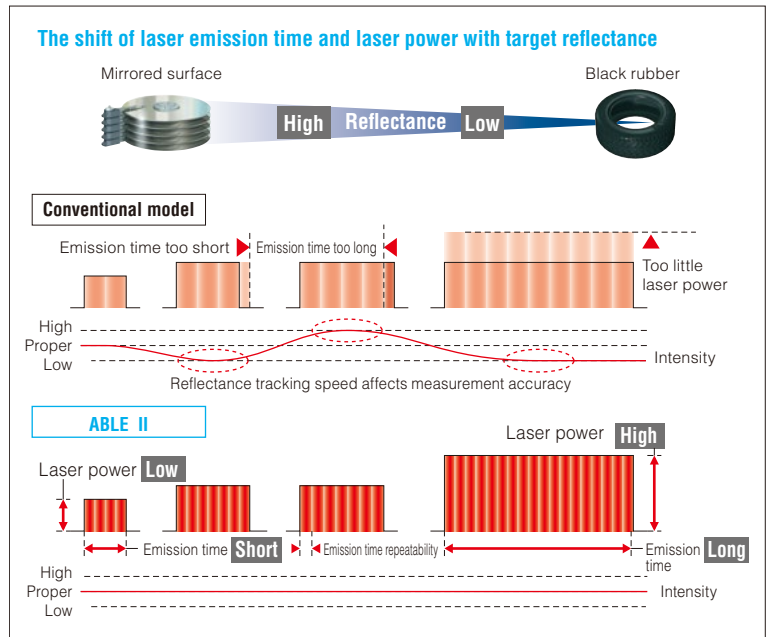 The shift of laser emission time and laser power with target reflectance
Mirrored surface
Black rubber
High Reflectance Low
Conventional model
Emission time too short
Emission time too long
Too little
laser power
High
Proper
Low
Intensity
Reflectance tracking speed affects measurement accuracy
ABLE II
Laser power High
Laser power Low
Emission time Short
Emission time repeatability
Emission
time
Long
High
Proper
Low
Intensity